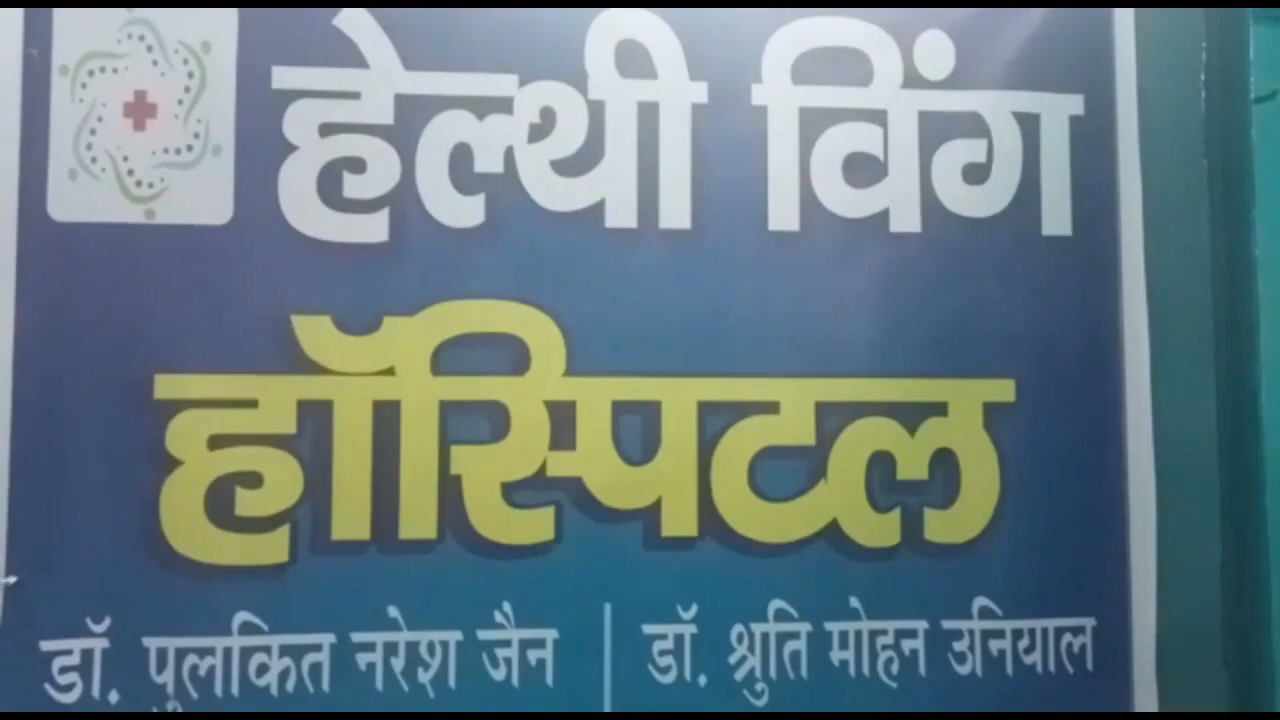 हेल्थी विंग
हॉस्पिटल
डॉ. पुलकित नरेश जैन | डॉ. श्रुति मोहन उनियाल